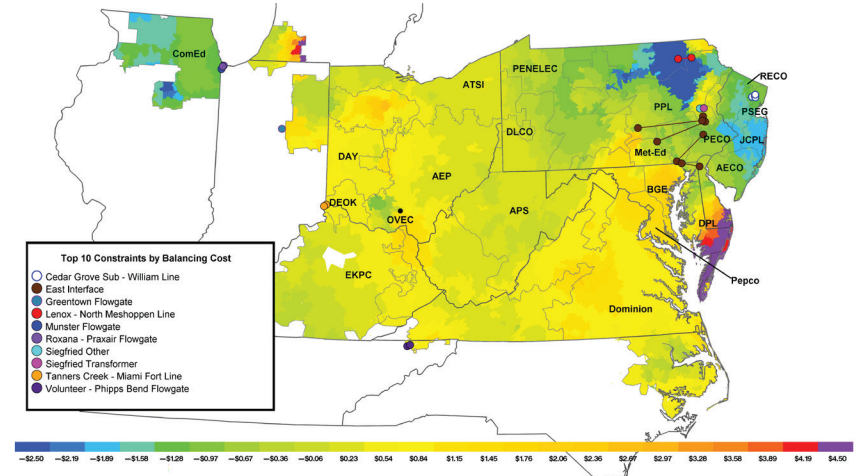 ComEd
RECO
PENELEC
ATSI
PPL
PSEG
DLCO
PECO
JCPL
Met-Ed
DAY
AEP
AECO
BGE
DEOK
APS
OVEC
DPL
EKPC
Pepco
Dominion
Top 10 Constraints by Balancing Cost
Cedar Grove Sub - William Line
East Interface
Greentown Flowgate
Lenox - North Meshoppen Line
Munster Flowgate
Roxana - Praxair Flowgate
Siegfried Other
Siegfried Transformer
Tanners Creek - Miami Fort Line
Volunteer - Phipps Bend Flowgate
–$2.50 –$2.19 –$1.89 –$1.58 –$1.28 –$0.97 –$0.67 –$0.36 –$0.06 $0.23 $0.54 $0.84 $1.15 $1.45 $1.76 $2.06 $2.36 $2.67 $2.97 $3.28 $3.58 $3.89 $4.19 $4.50